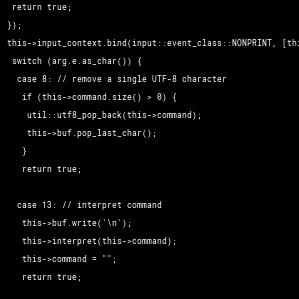 return true;
});
this->input_context.bind(input::event_class::NONPRINT, [thi
switch (arg.e.as_char()) {
case 8: // remove a single UTF-8 character
if (this->command.size() > 0) {
util::utf8_pop_back(this->command);
this->buf.pop_last_char();
}
return true;
case 13: // interpret command
this->buf.write('\n');
this->interpret(this->command);
this->command = "";
return true;